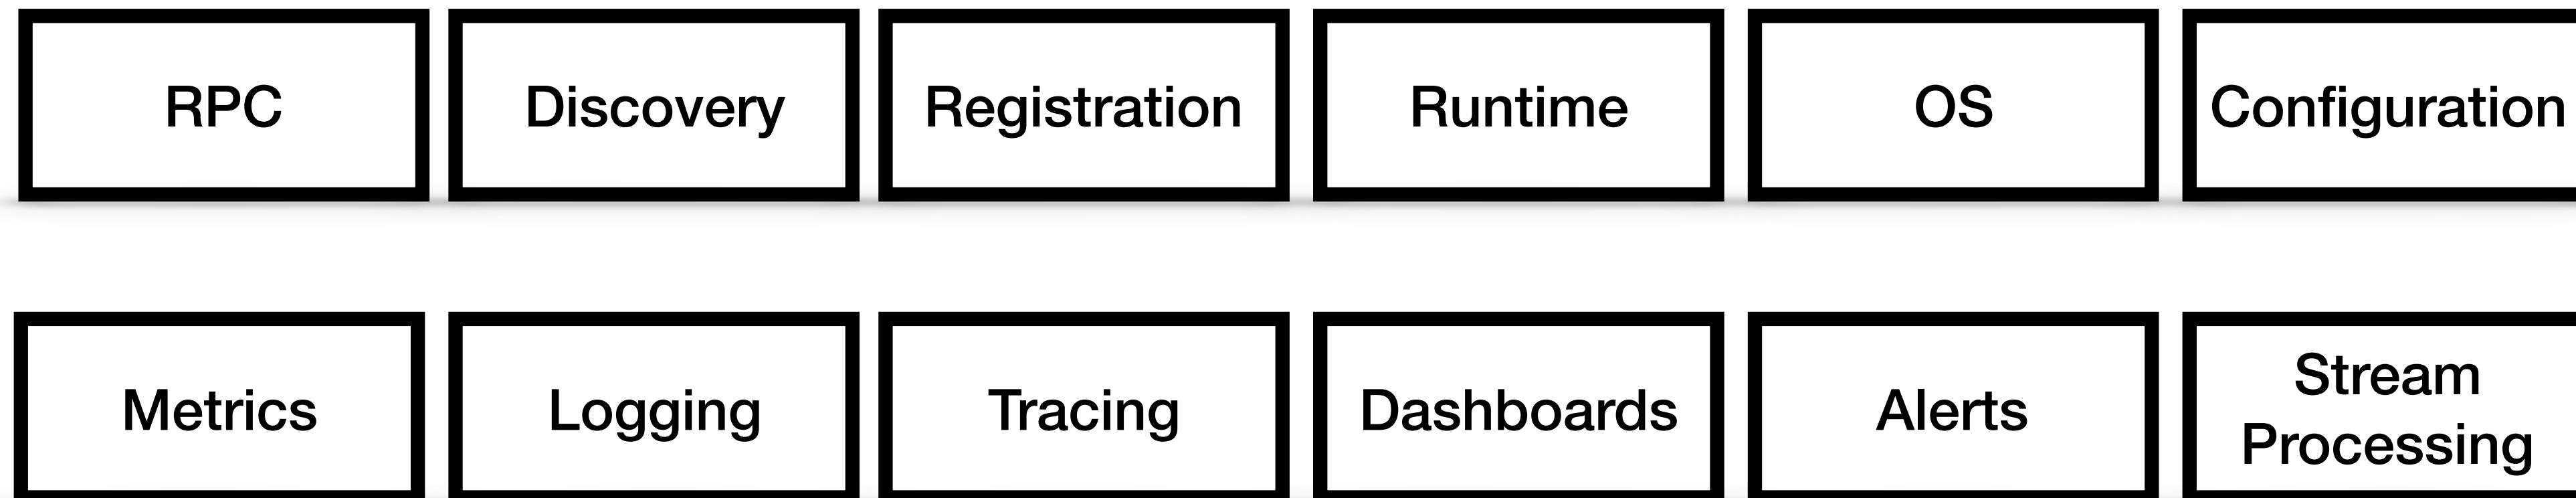 RPC
Discovery
Registration
Runtime
OS
Configuration
Metrics
Logging
Tracing
Dashboards
Alerts
Stream
Processing